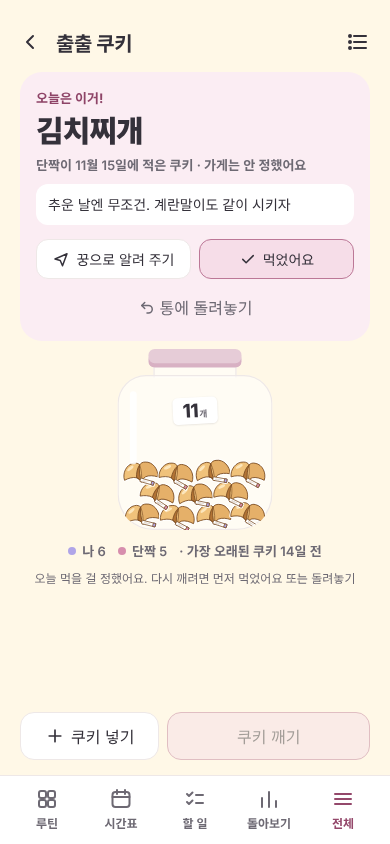 출출 쿠키
오늘은 이거!
김치찌개
단짝이 11월 15일에 적은 쿠키 · 가게는 안 정했어요
추운 날엔 무조건. 계란말이도 같이 시키자
꿍으로 알려 주기
먹었어요
통에 돌려놓기
11개
나 6 단짝 5 · 가장 오래된 쿠키 14일 전
오늘 먹을 걸 정했어요. 다시 깨려면 먼저 먹었어요 또는 돌려놓기
쿠키 넣기
쿠키 깨기
루틴 시간표 할 일 돌아보기 전체